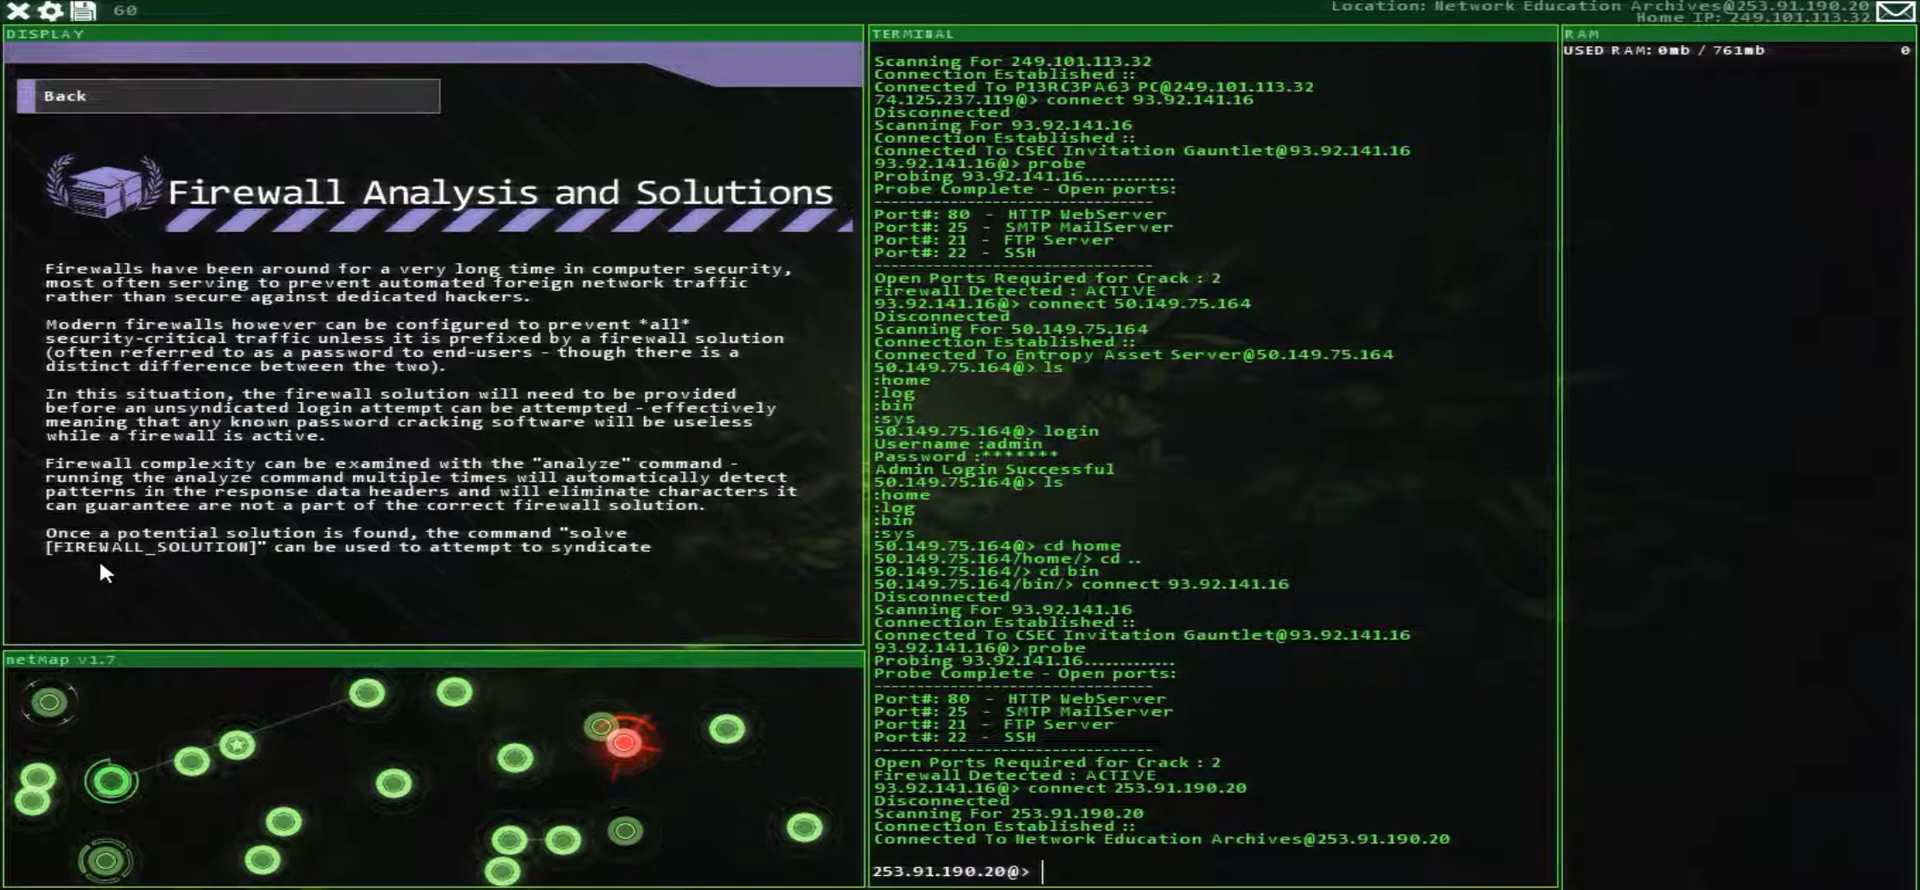 60
Location: Network Education Archives@253.91.190.20
Home IP: 249.101.113.32
DISPLAY
Back
Firewall Analysis and Solutions
Firewalls have been around for a very long time in computer security,
most often serving to prevent automated foreign network traffic
rather than secure against dedicated hackers.
Modern firewalls however can be configured to prevent *all*
security-critical traffic unless it is prefixed by a firewall solution
(often referred to as a password to end-users - though there is a
distinct difference between the two).
In this situation, the firewall solution will need to be provided
before an unsyndicated login attempt can be attempted - effectively
meaning that any known password cracking software will be useless
while a firewall is active.
Firewall complexity can be examined with the "analyze" command -
running the analyze command multiple times will automatically detect
patterns in the response data headers and will eliminate characters it
can guarantee are not a part of the correct firewall solution.
Once a potential solution is found, the command "solve
[FIREWALL_SOLUTION]" can be used to attempt to syndicate
netMap v1.7
TERMINAL
Scanning For 249.101.113.32
Connection Established ::
Connected To P13RC3PA63 PC@249.101.113.32
74.125.237.119@> connect 93.92.141.16
Disconnected
Scanning For 93.92.141.16
Connection Established ::
Connected To CSEC Invitation Gauntlet@93.92.141.16
93.92.141.16@> probe
Probing 93.92.141.16.............
Probe Complete - Open ports:
---------------------------------
Port#: 80 - HTTP WebServer
Port#: 25 - SMTP MailServer
Port#: 21 - FTP Server
Port#: 22 - SSH
---------------------------------
Open Ports Required for Crack : 2
Firewall Detected : ACTIVE
93.92.141.16@> connect 50.149.75.164
Disconnected
Scanning For 50.149.75.164
Connection Established ::
Connected To Entropy Asset Server@50.149.75.164
50.149.75.164@> ls
:home
:log
:bin
:sys
50.149.75.164@> login
Username :admin
Password :*******
Admin Login Successful
50.149.75.164@> ls
:home
:log
:bin
:sys
50.149.75.164@> cd home
50.149.75.164/home/> cd ..
50.149.75.164/> cd bin
50.149.75.164/bin/> connect 93.92.141.16
Disconnected
Scanning For 93.92.141.16
Connection Established ::
Connected To CSEC Invitation Gauntlet@93.92.141.16
93.92.141.16@> probe
Probing 93.92.141.16.............
Probe Complete - Open ports:
---------------------------------
Port#: 80 - HTTP WebServer
Port#: 25 - SMTP MailServer
Port#: 21 - FTP Server
Port#: 22 - SSH
---------------------------------
Open Ports Required for Crack : 2
Firewall Detected : ACTIVE
93.92.141.16@> connect 253.91.190.20
Disconnected
Scanning For 253.91.190.20
Connection Established ::
Connected To Network Education Archives@253.91.190.20
253.91.190.20@>
RAM
USED RAM: 0mb / 761mb 0